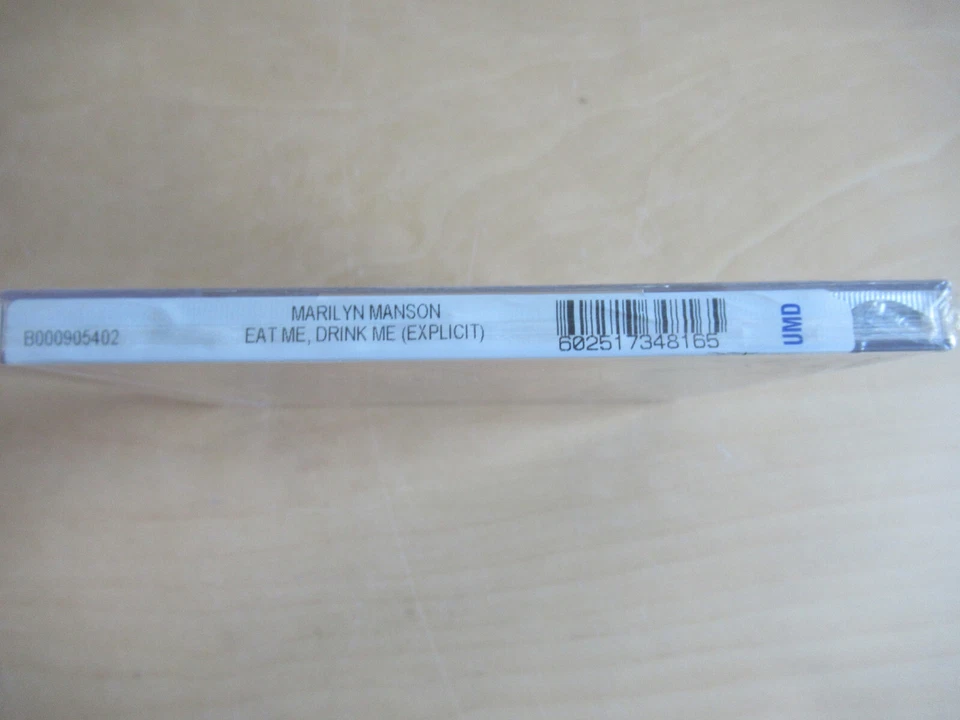 B000905402
MARILYN MANSON
EAT ME, DRINK ME (EXPLICIT)
602517348165
UMD